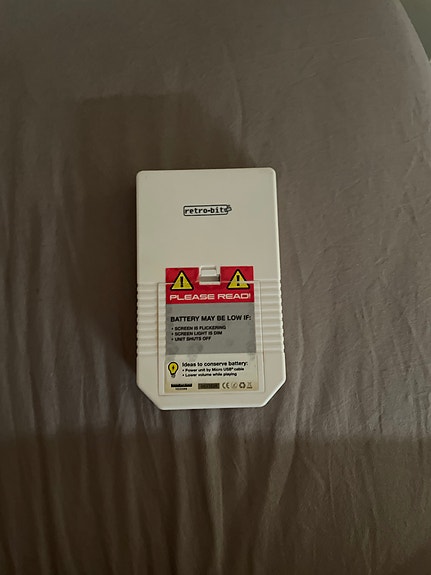 retro-bit
PLEASE READ!
BATTERY MAY BE LOW IF:
• SCREEN IS FLICKERING
• SCREEN LIGHT IS DIM
• UNIT SHUTS OFF
Ideas to conserve battery:
• Power unit by Micro USB* cable
• Lower volume while playing